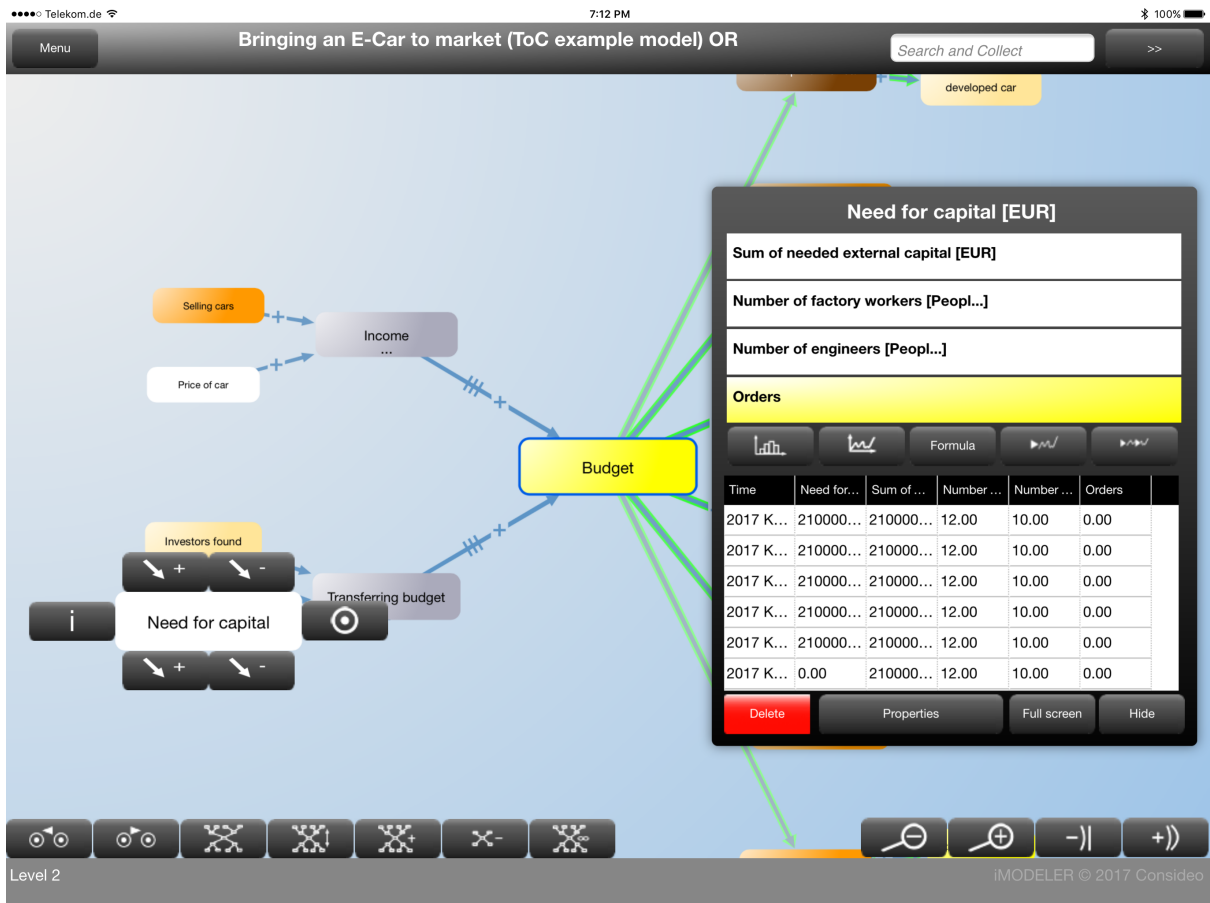 Telekom.de
7:12 PM
100%
Menu
Bringing an E-Car to market (ToC example model) OR
Search and Collect
>>
developed car
Selling cars
+
Income
...
+
Price of car
+
Budget
+
Investors found
Transferring budget
+ -
i
Need for capital
+ -
Need for capital [EUR]
Sum of needed external capital [EUR]
Number of factory workers [Peopl...]
Number of engineers [Peopl...]
Orders
Formula
Time Need for... Sum of ... Number ... Number ... Orders
2017 K... 210000... 210000... 12.00 10.00 0.00
2017 K... 210000... 210000... 12.00 10.00 0.00
2017 K... 210000... 210000... 12.00 10.00 0.00
2017 K... 210000... 210000... 12.00 10.00 0.00
2017 K... 210000... 210000... 12.00 10.00 0.00
2017 K... 0.00 210000... 12.00 10.00 0.00
Delete Properties Full screen Hide
Level 2
iMODELER © 2017 Consideo